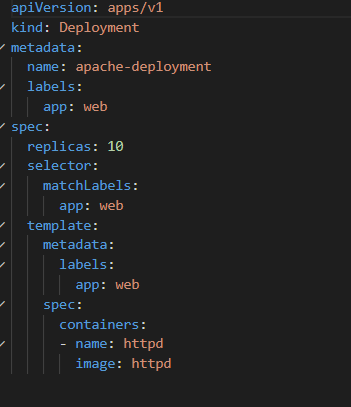 apiVersion: apps/v1
kind: Deployment
metadata:
  name: apache-deployment
  labels:
    app: web
spec:
  replicas: 10
  selector:
    matchLabels:
      app: web
  template:
    metadata:
      labels:
        app: web
    spec:
      containers:
      - name: httpd
        image: httpd